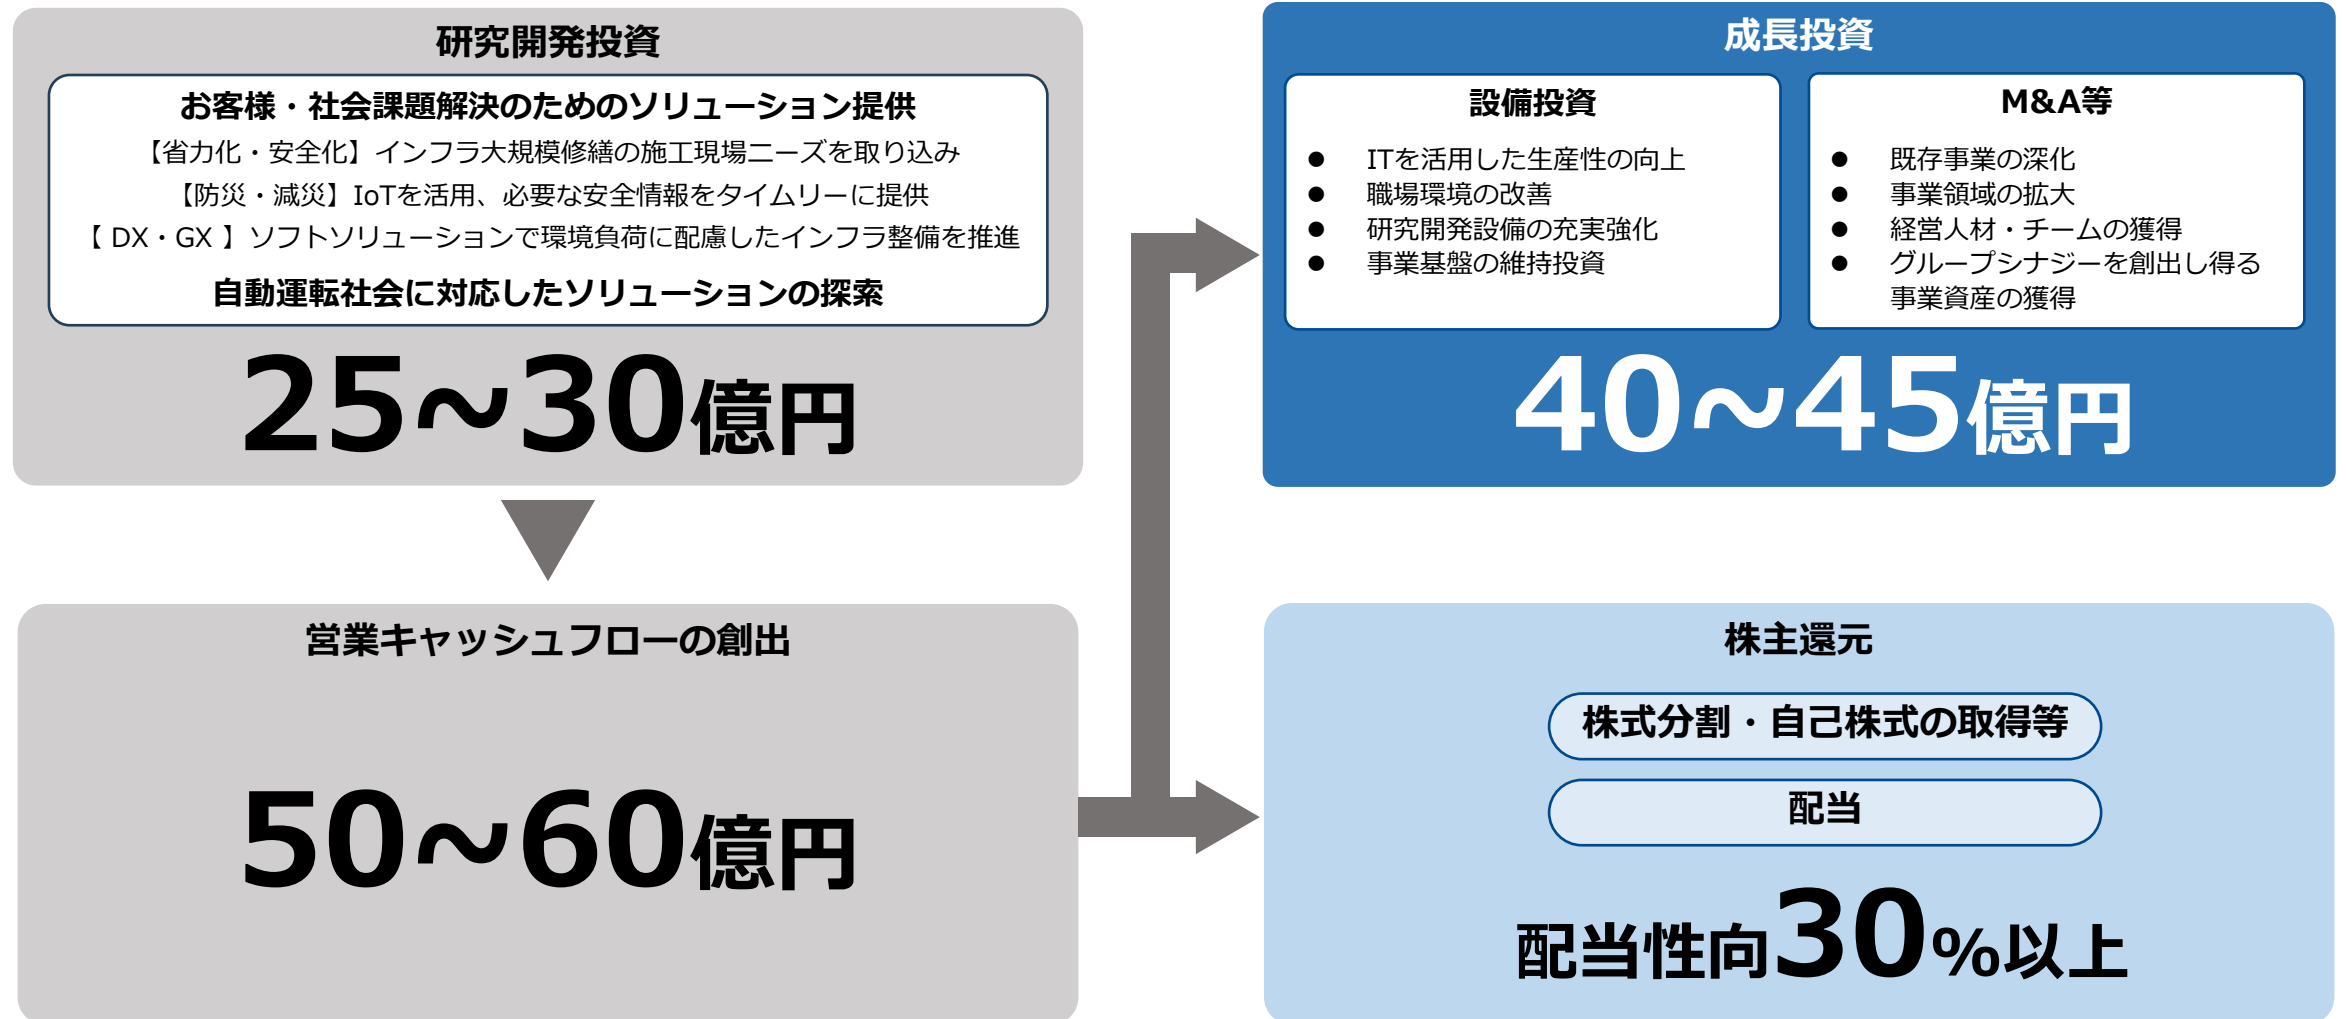 研究開発投資
お客様・社会課題解決のためのソリューション提供
【省力化・安全化】インフラ大規模修繕の施工現場ニーズを取り込み
【防災・減災】IoTを活用、必要な安全情報をタイムリーに提供
【 DX・GX 】ソフトソリューションで環境負荷に配慮したインフラ整備を推進
自動運転社会に対応したソリューションの探索
25~30億円
成長投資
設備投資
● ITを活用した生産性の向上
● 職場環境の改善
● 研究開発設備の充実強化
● 事業基盤の維持投資
M&A等
● 既存事業の深化
● 事業領域の拡大
● 経営人材・チームの獲得
● グループシナジーを創出し得る
事業資産の獲得
40~45億円
営業キャッシュフローの創出
50~60億円
株主還元
株式分割・自己株式の取得等
配当
配当性向30%以上